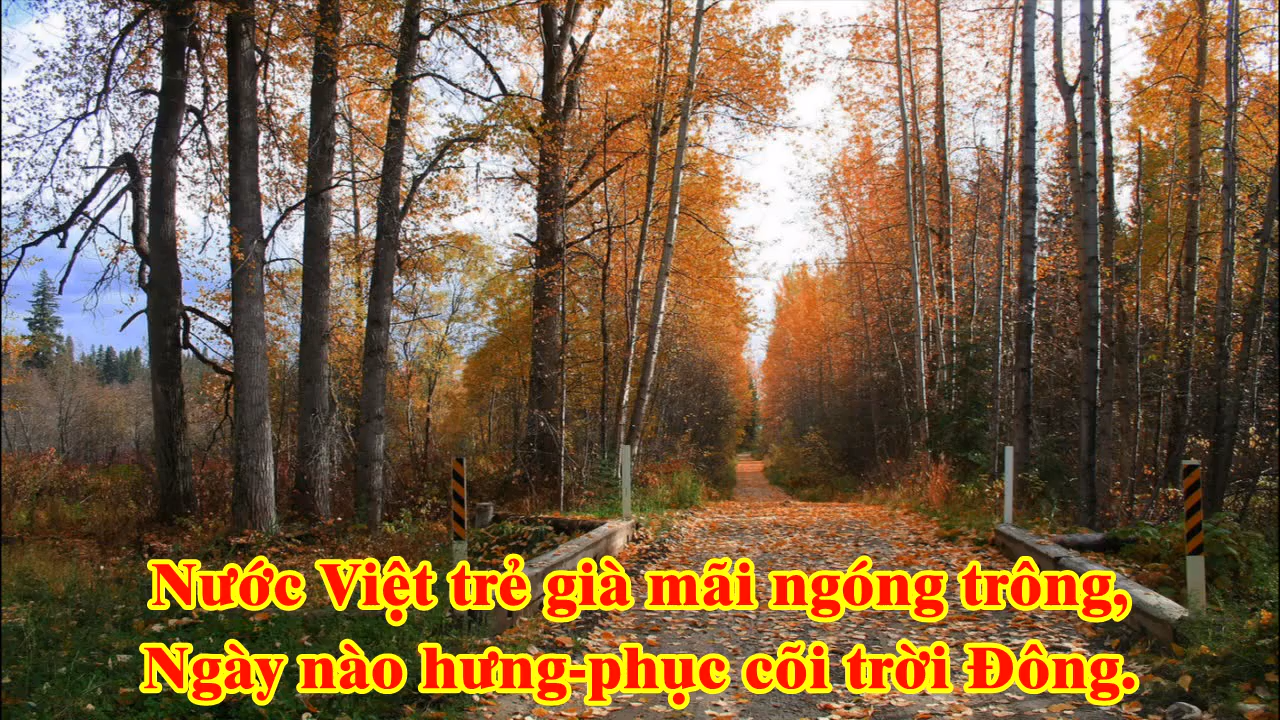 Nước Việt trẻ già mãi ngóng trông,
Ngày nào hưng-phục cõi trời Đông.